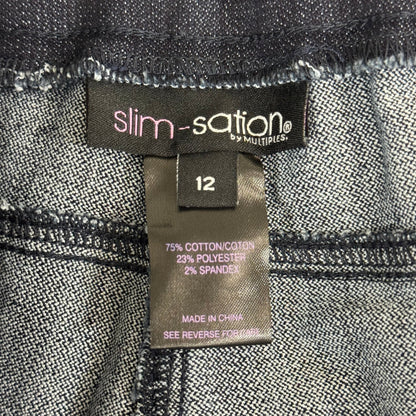 slim-sation®
by MULTIPLES®
12
75% COTTON/COTON
23% POLYESTER
2% SPANDEX
MADE IN CHINA
SEE REVERSE FOR CARE